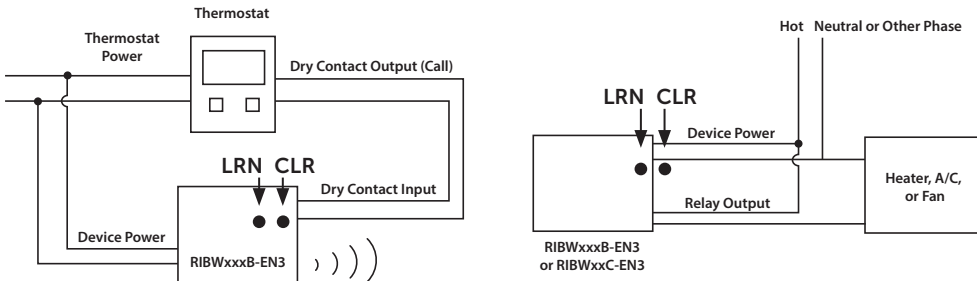 Thermostat
Thermostat
Power
Dry Contact Output (Call)
LRN CLR
Dry Contact Input
Device Power
RIBWxxxB-EN3
Hot Neutral or Other Phase
LRN CLR
Device Power
Heater, A/C,
or Fan
Relay Output
RIBWxxxB-EN3
or RIBWxxC-EN3